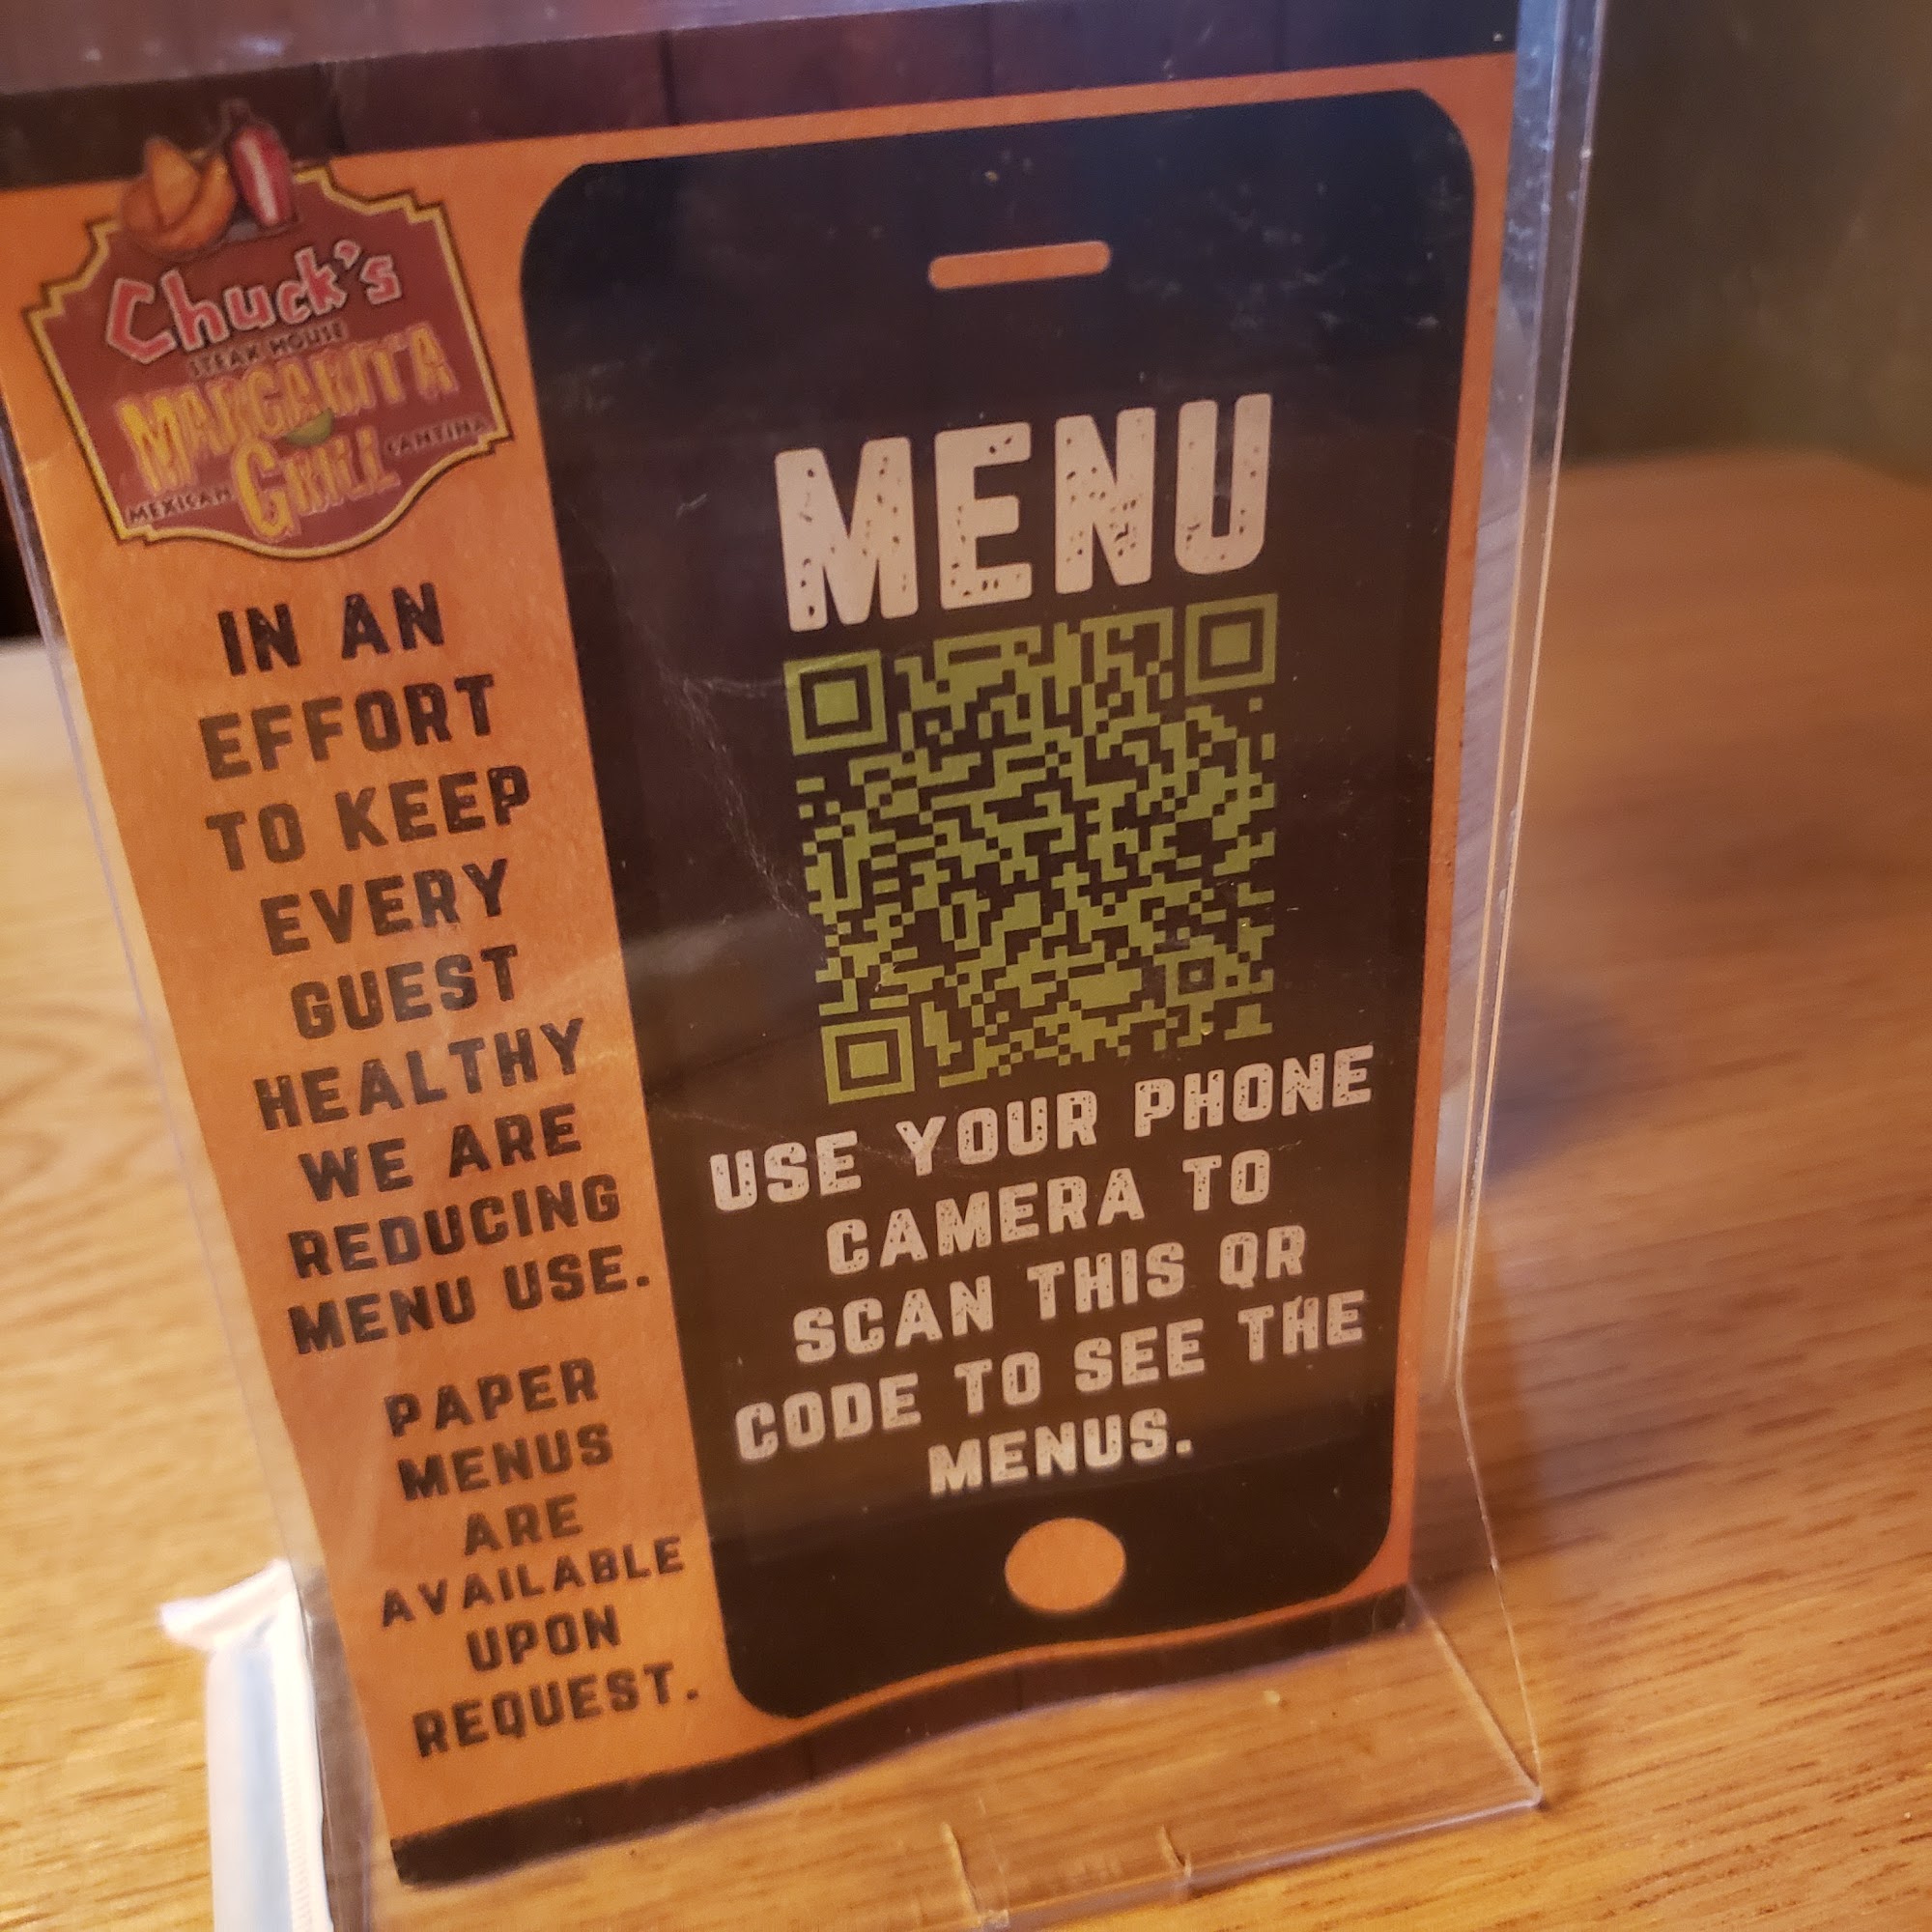 Chuck's
STEAK HOUSE
MARGARITA
GRILL
MEXICAN CANTINA
IN AN
EFFORT
TO KEEP
EVERY
GUEST
HEALTHY
WE ARE
REDUCING
MENU USE.
PAPER
MENUS
ARE
AVAILABLE
UPON
REQUEST.
MENU
USE YOUR PHONE
CAMERA TO
SCAN THIS QR
CODE TO SEE THE
MENUS.